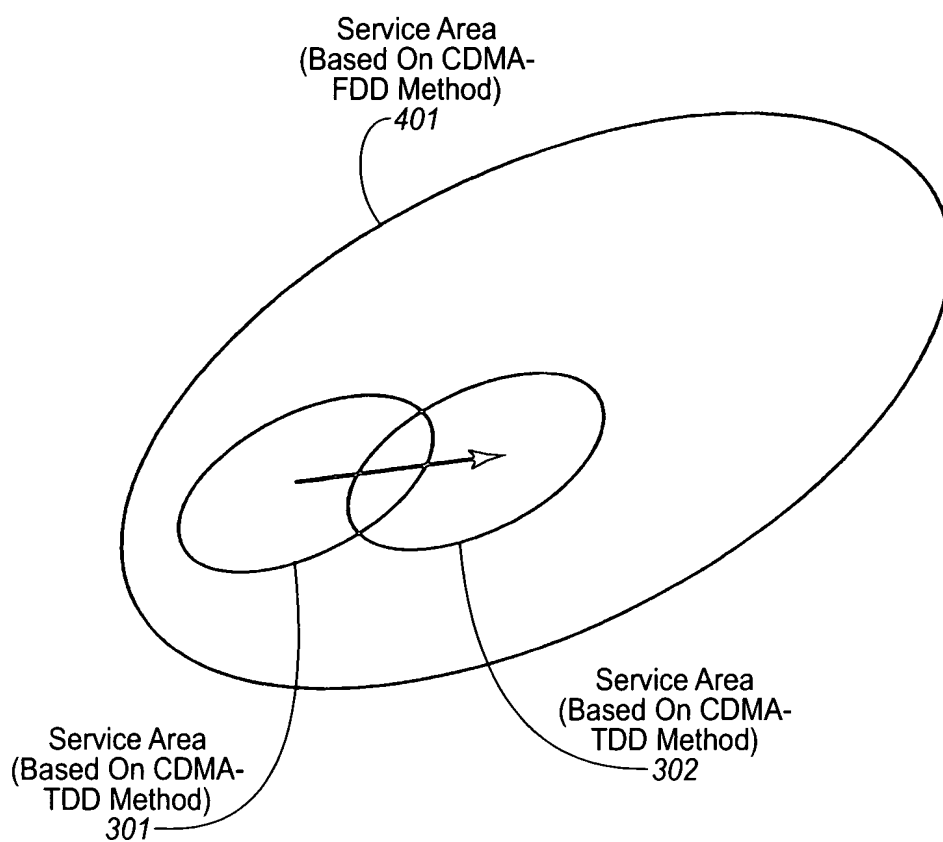 Service Area
(Based On CDMA-
FDD Method)
401
Service Area
(Based On CDMA-
TDD Method)
302
Service Area
(Based On CDMA-
TDD Method)
301